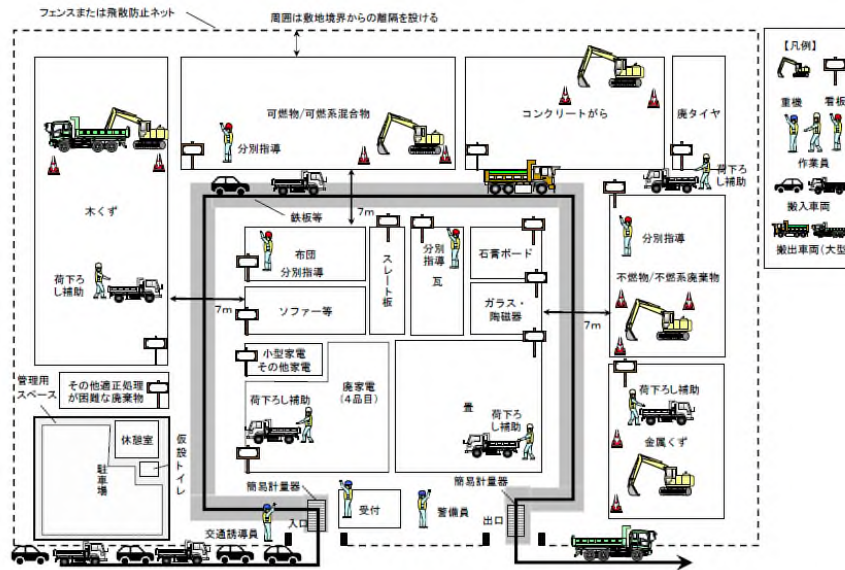 フェンスまたは飛散防止ネット
周囲は敷地境界からの離隔を設ける
【凡例】
重機
看板
作業員
搬入車両
搬出車両(大型
可燃物/可燃系混合物
分別指導
コンクリートがら
廃タイヤ
荷下ろ
し補助
木くず
鉄板等
7m
布団
分別指導
スレート板
分別
指導
瓦
石膏ボード
分別指導
荷下ろ
し補助
7m
ソファー等
ガラス・
陶磁器
7m
不燃物/不燃系廃棄物
小型家電
その他家電
廃家電
(4品目)
荷下ろし補助
畳
荷下ろ
し補助
荷下ろし補助
金属くず
管理用
スペース
その他適正処理
が困難な廃棄物
休憩室
仮設トイレ
駐車場
簡易計量器
受付
簡易計量器
交通誘導員
入口
警備員
出口